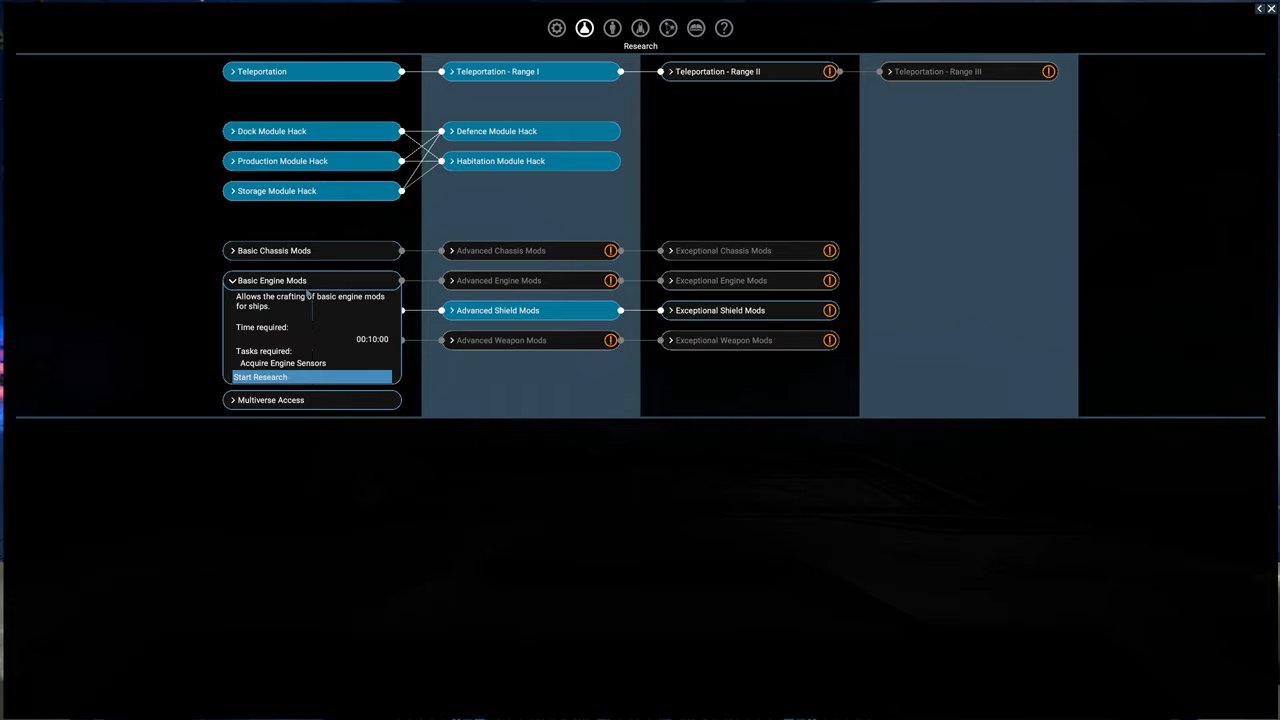 Research
Teleportation
Teleportation - Range I
Teleportation - Range II
Teleportation - Range III
Dock Module Hack
Defence Module Hack
Production Module Hack
Habitation Module Hack
Storage Module Hack
Basic Chassis Mods
Advanced Chassis Mods
Exceptional Chassis Mods
Basic Engine Mods
Advanced Engine Mods
Exceptional Engine Mods
Allows the crafting of basic engine mods
for ships.
Advanced Shield Mods
Exceptional Shield Mods
Time required:
00:10:00
Advanced Weapon Mods
Exceptional Weapon Mods
Tasks required:
Acquire Engine Sensors
Start Research
Multiverse Access